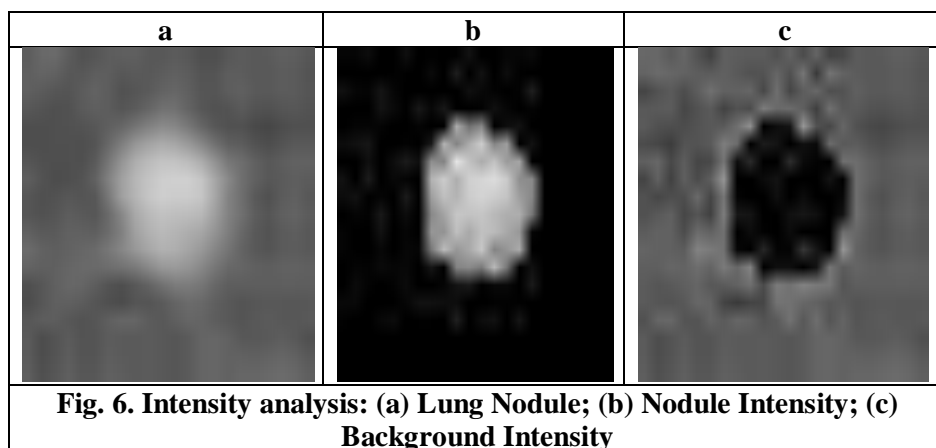 a b c
Fig. 6. Intensity analysis: (a) Lung Nodule; (b) Nodule Intensity; (c)
Background Intensity